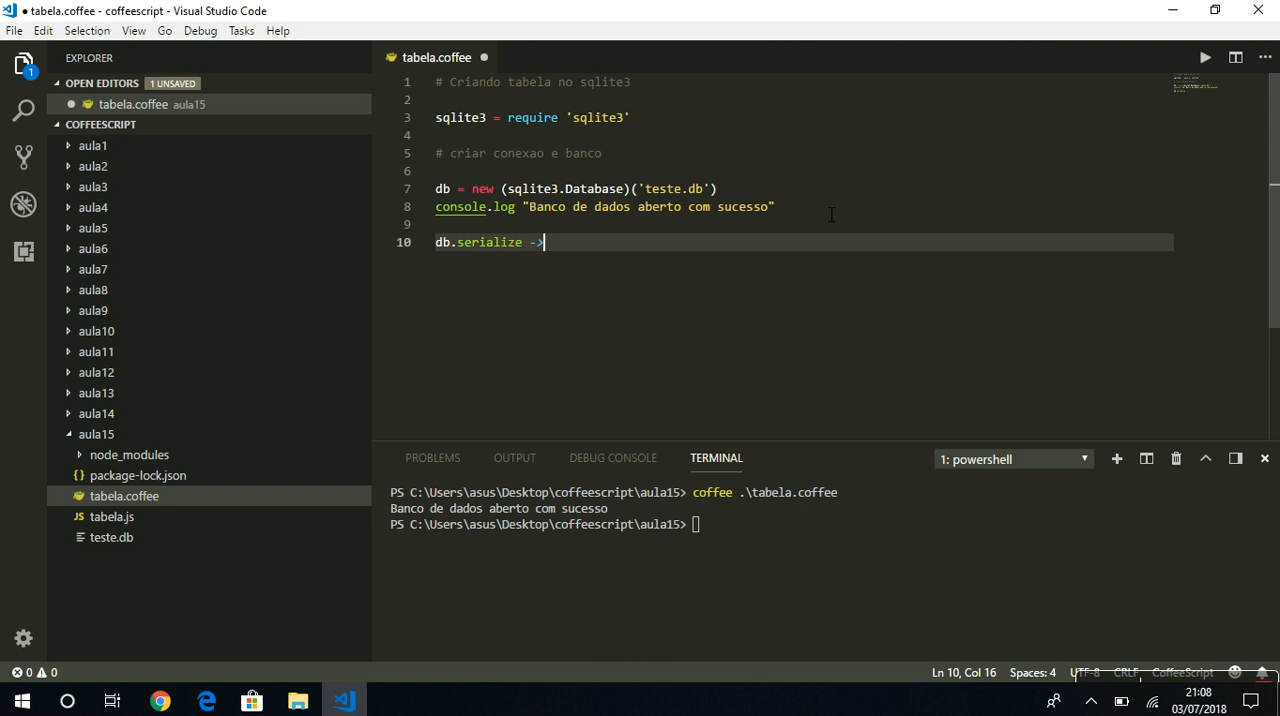 ● tabela.coffee - coffeescript - Visual Studio Code
File Edit Selection View Go Debug Tasks Help
EXPLORER
OPEN EDITORS 1 UNSAVED
tabela.coffee aula15
COFFEESCRIPT
aula1
aula2
aula3
aula4
aula5
aula6
aula7
aula8
aula9
aula10
aula11
aula12
aula13
aula14
aula15
node_modules
{} package-lock.json
tabela.coffee
JS tabela.js
teste.db
1
tabela.coffee
1 # Criando tabela no sqlite3
2
3 sqlite3 = require 'sqlite3'
4
5 # criar conexao e banco
6
7 db = new (sqlite3.Database)('teste.db')
8 console.log "Banco de dados aberto com sucesso"
9
10 db.serialize ->
PROBLEMS OUTPUT DEBUG CONSOLE TERMINAL 1: powershell
PS C:\Users\asus\Desktop\coffeescript\aula15> coffee .\tabela.coffee
Banco de dados aberto com sucesso
PS C:\Users\asus\Desktop\coffeescript\aula15>
0 0 Ln 10, Col 16 Spaces: 4 UTF-8 CRLF CoffeeScript
21:08
03/07/2018